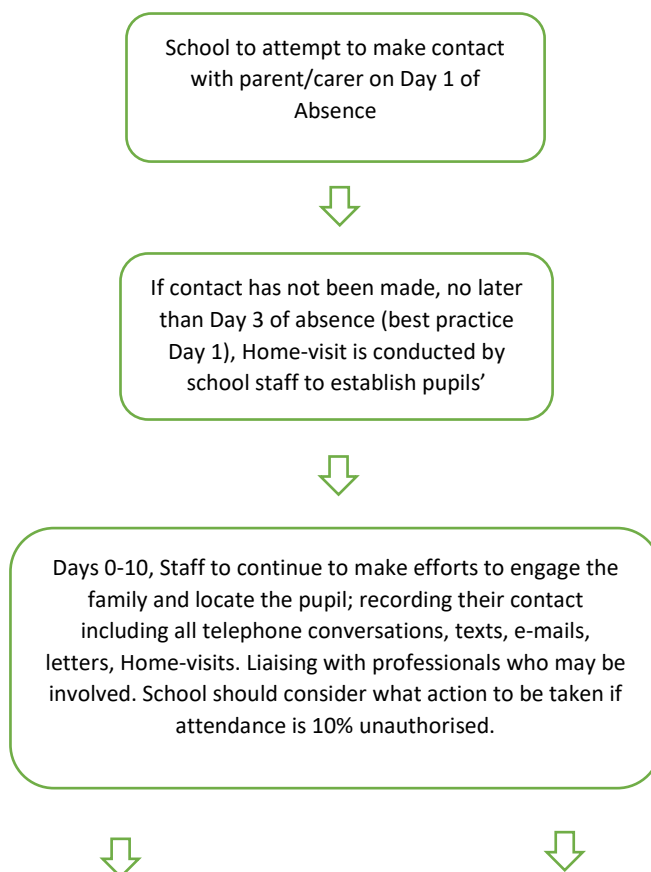 School to attempt to make contact
with parent/carer on Day 1 of
Absence
If contact has not been made, no later
than Day 3 of absence (best practice
Day 1), Home-visit is conducted by
school staff to establish pupils’
Days 0-10, Staff to continue to make efforts to engage the
family and locate the pupil; recording their contact
including all telephone conversations, texts, e-mails,
letters, Home-visits. Liaising with professionals who may be
involved. School should consider what action to be taken if
attendance is 10% unauthorised.